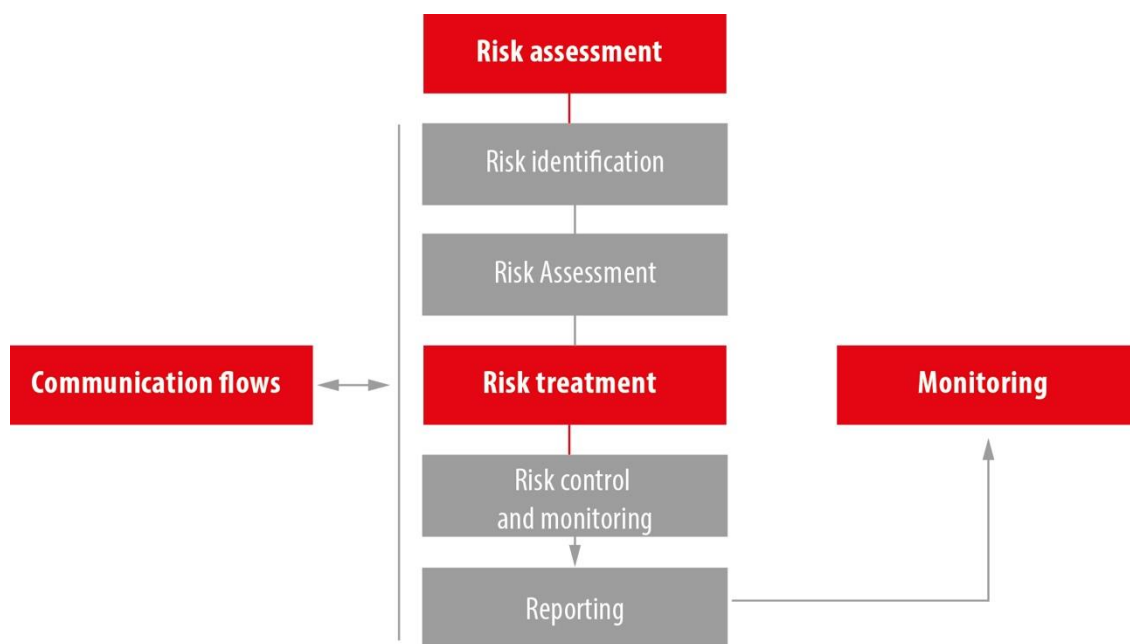 Risk assessment
Risk identification
Risk Assessment
Communication flows
Risk treatment
Monitoring
Risk control
and monitoring
Reporting